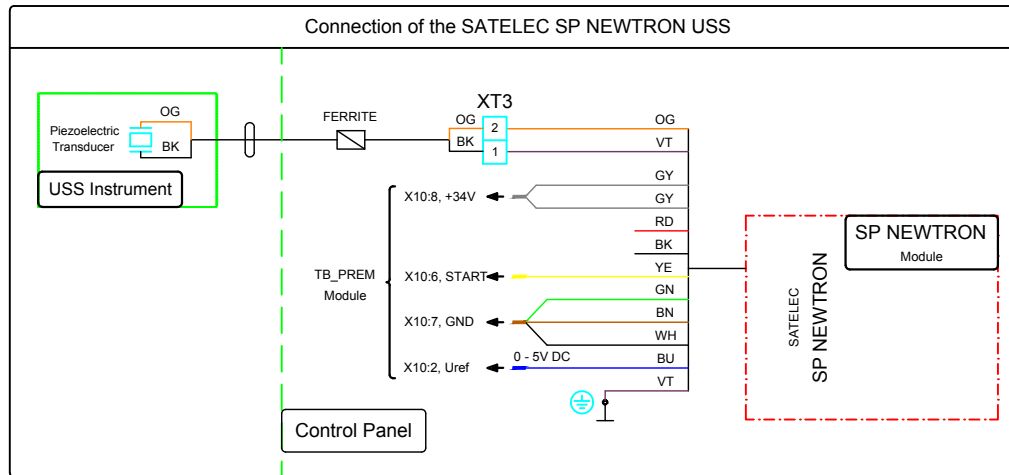 Connection of the SATELEC SP NEWTRON USS
OG
Piezoelectric
Transducer
BK
USS Instrument
FERRITE
XT3
OG
2
OG
BK
1
VT
GY
X10:8, +34V
GY
RD
BK
TB_PREM
Module
X10:6, START
YE
GN
X10:7, GND
BN
WH
X10:2, Uref
0 - 5V DC
BU
VT
SP NEWTRON
Module
SATELEC
SP NEWTRON
Control Panel